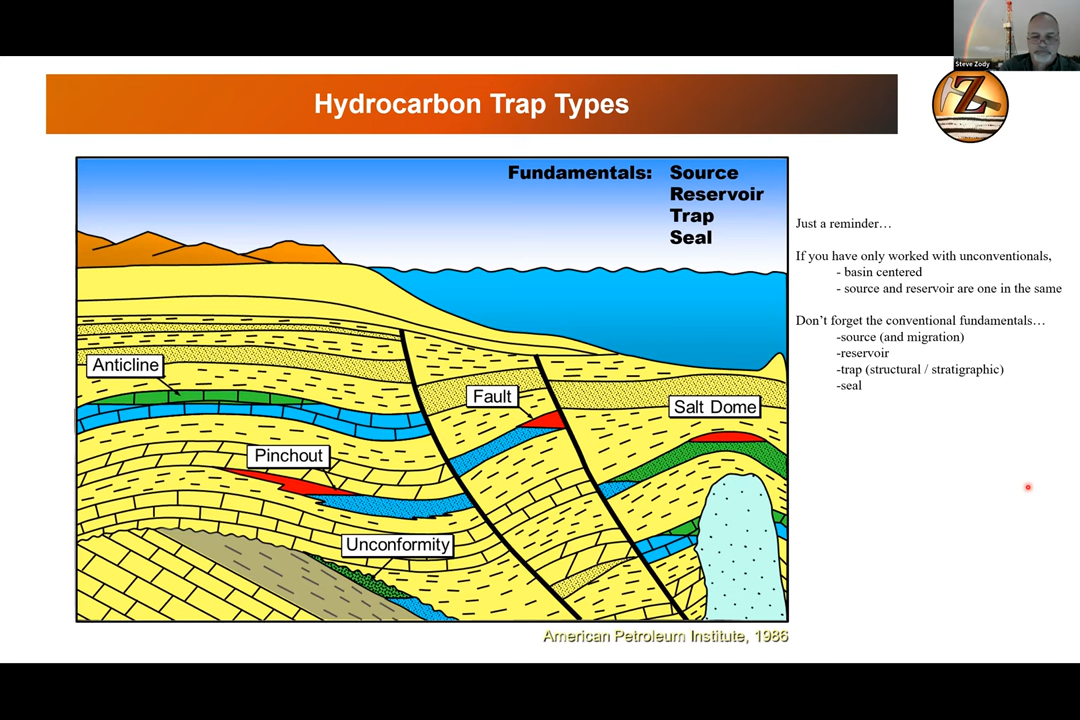 Steve Zody
Hydrocarbon Trap Types
Z
Fundamentals: Source
Reservoir
Trap
Seal
Anticline
Fault
Salt Dome
Pinchout
Unconformity
American Petroleum Institute, 1986
Just a reminder…
If you have only worked with unconventionals,
- basin centered
- source and reservoir are one in the same
Don't forget the conventional fundamentals…
-source (and migration)
-reservoir
-trap (structural / stratigraphic)
-seal